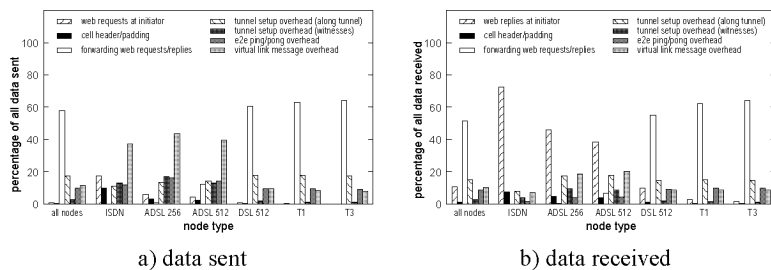 web requests at initiator
cell header/padding
forwarding web requests/replies
tunnel setup overhead (along tunnel)
tunnel setup overhead (witnesses)
e2e ping/pong overhead
virtual link message overhead
percentage of all data sent
100
80
60
40
20
0
all nodes ISDN ADSL 256 ADSL 512 DSL 512 T1 T3
node type
a) data sent
web replies at initiator
cell header/padding
forwarding web requests/replies
tunnel setup overhead (along tunnel)
tunnel setup overhead (witnesses)
e2e ping/pong overhead
virtual link message overhead
percentage of all data received
100
80
60
40
20
0
all nodes ISDN ADSL 256 ADSL 512 DSL 512 T1 T3
node type
b) data received